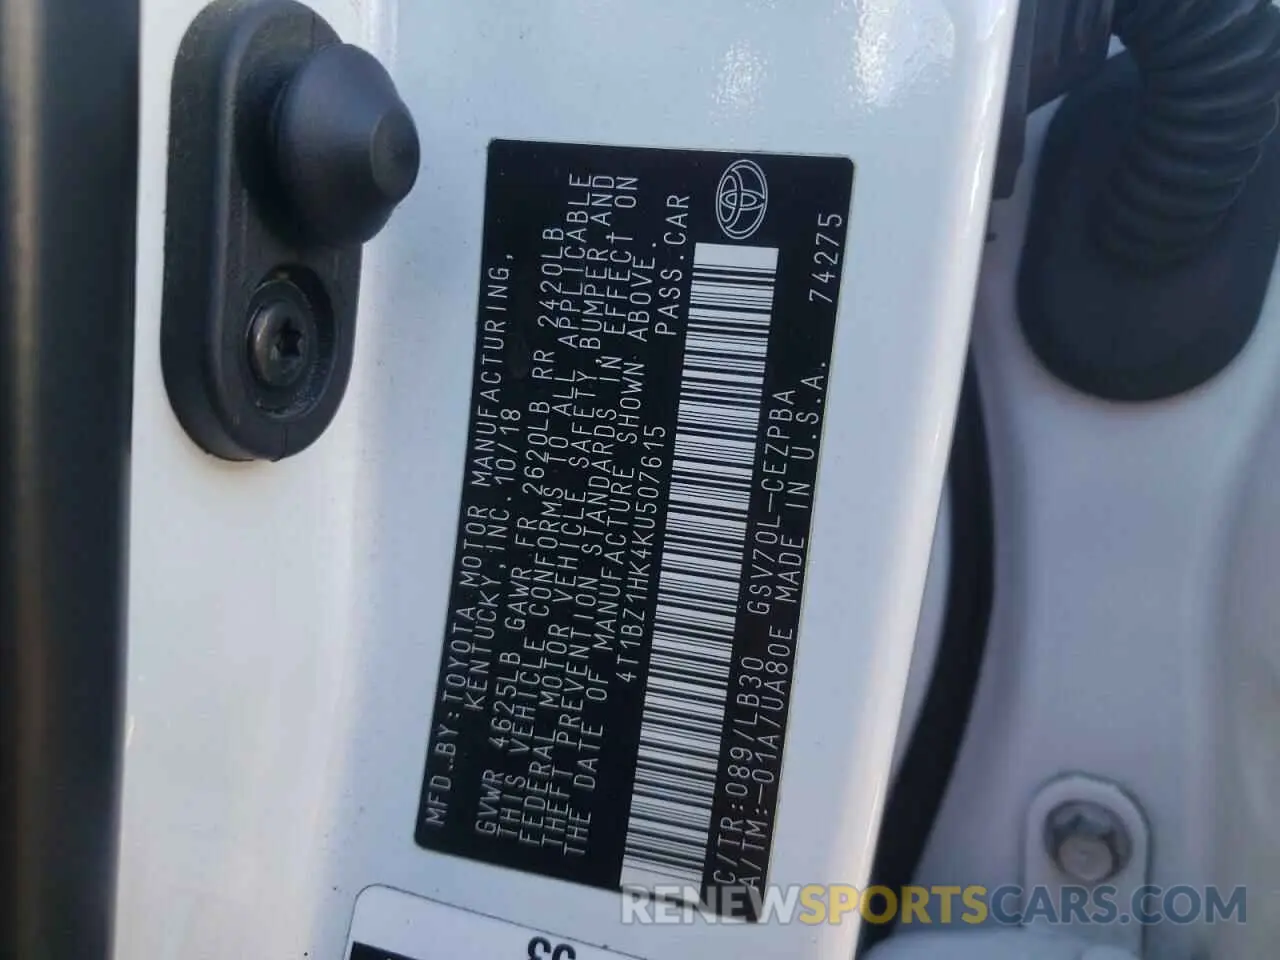 MFD..BY:TOYOTA MOTOR MANUFACTURING,
KENTUCKY,INC.10/18
GVWR 4625LB GAWR FR 2620LB RR 2420LB
THIS VEHICLE CONFORMS TO ALL APPLICABLE
FEDERAL MOTOR VEHICLE SAFETY,BUMPER,AND
THEFT PREVENTION STANDARDS IN EFFECT ON
THE DATE OF MANUFACTURE SHOWN ABOVE.
4T1BZ1HK4KU507615 PASS.CAR
C/TR:089/LB30 GSV70L-CEZPBA
A/TM:-01A7UA80E MADE IN U.S.A. 74275
RENEWSPORTSCARS.COM